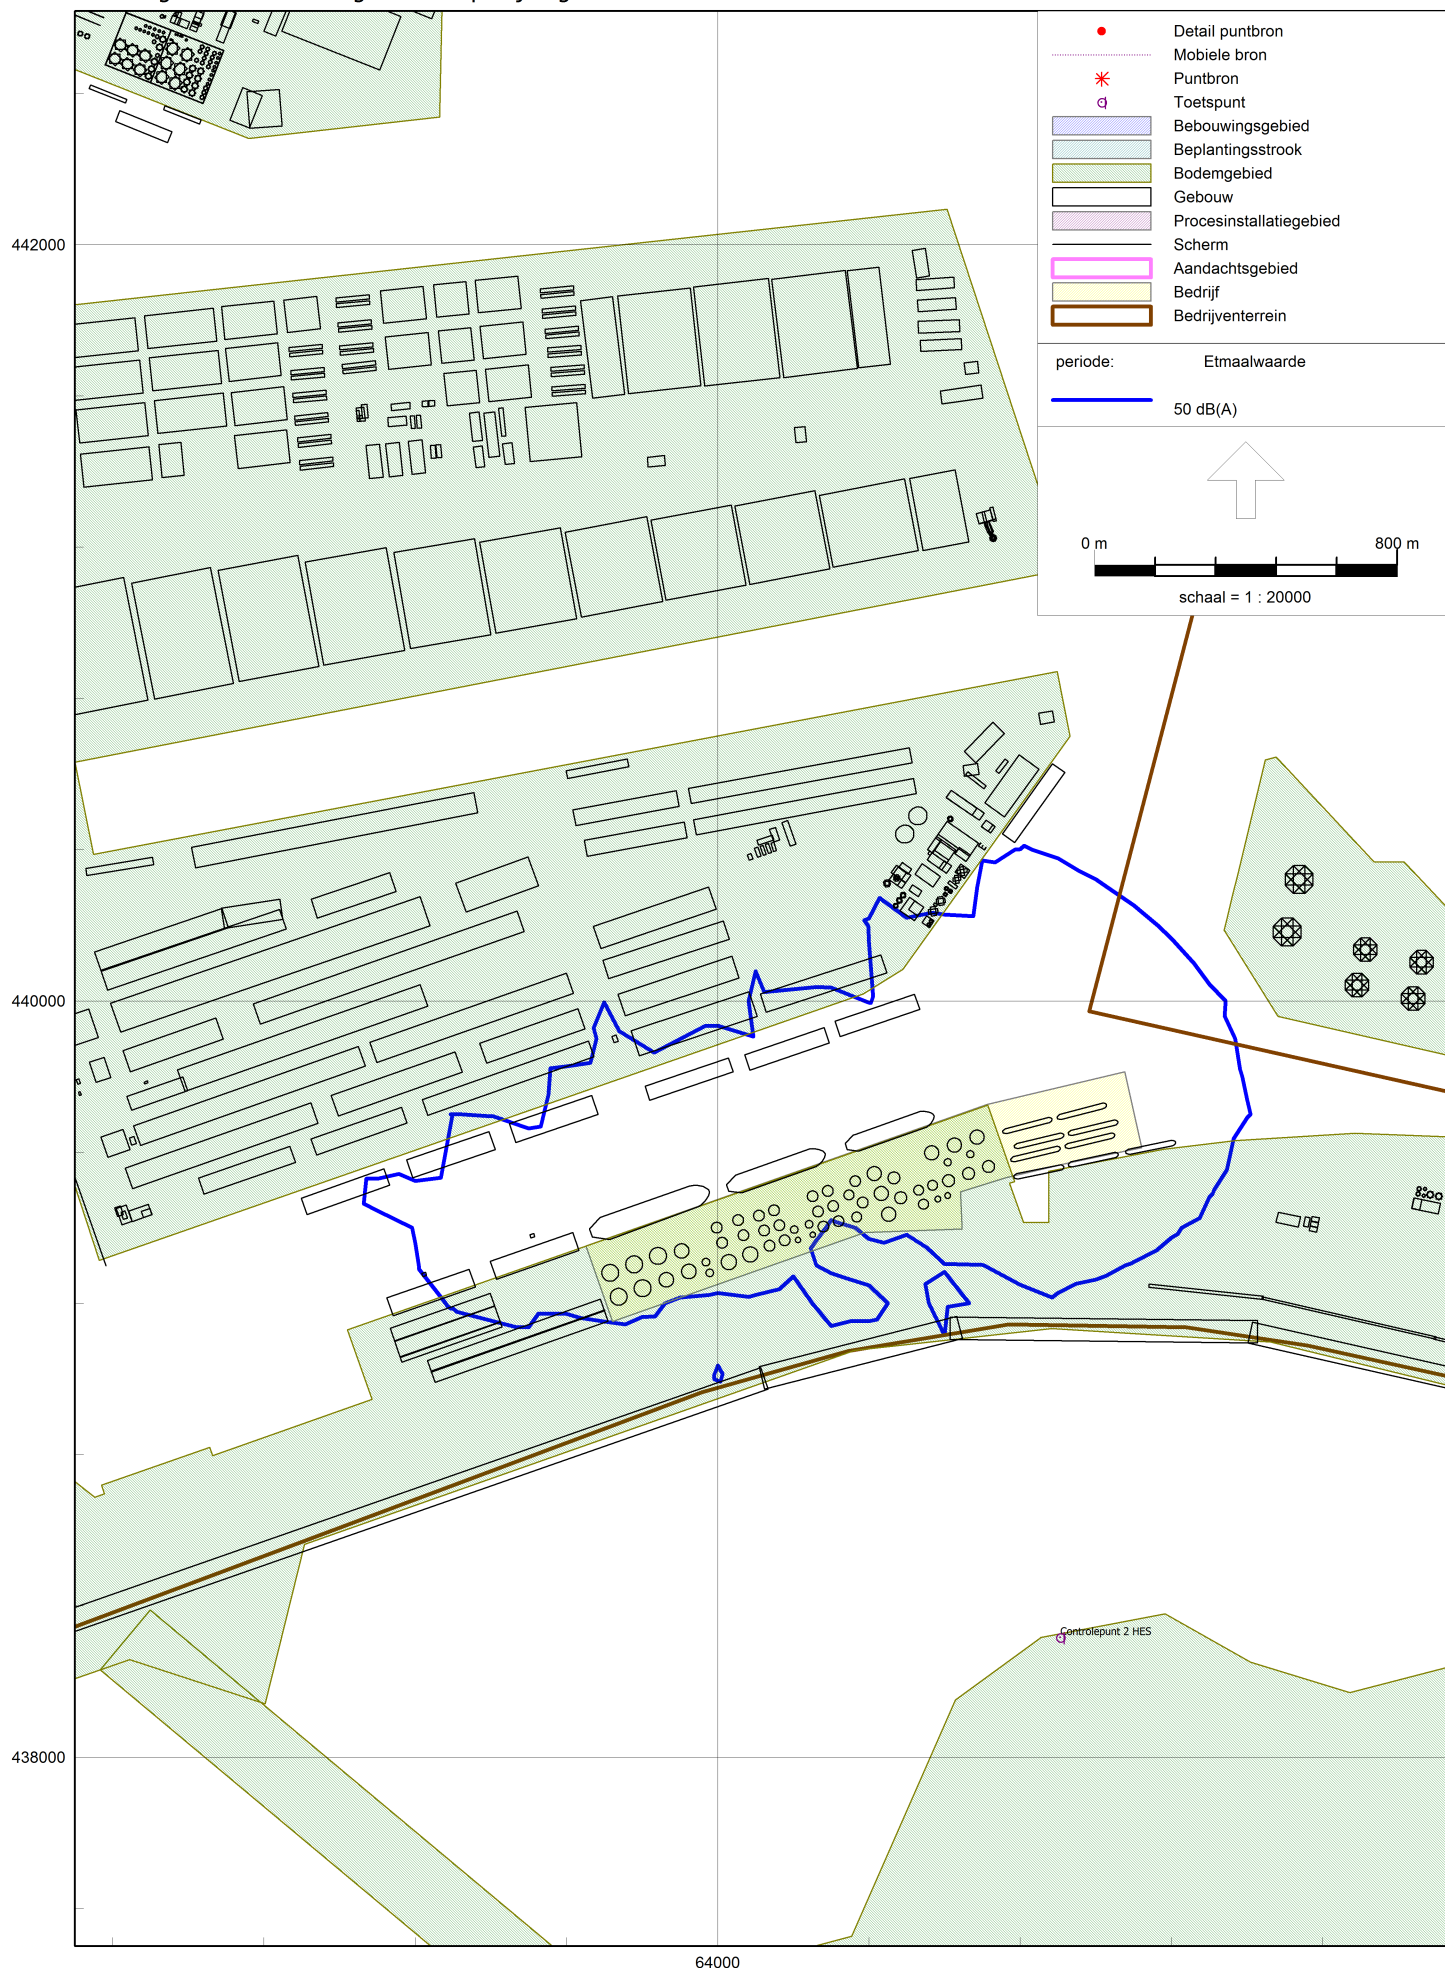 Detail puntbron
Mobiele bron
Puntbron
Toetspunt
Bebouwingsgebied
Beplantingsstrook
Bodemgebied
Gebouw
Procesinstallatiegebied
Scherm
Aandachtsgebied
Bedrijf
Bedrijventerrein
periode: Etmaalwaarde
50 dB(A)
0 m 800 m
schaal = 1 : 20000
442000
440000
Controlepunt 2 HES
438000
64000